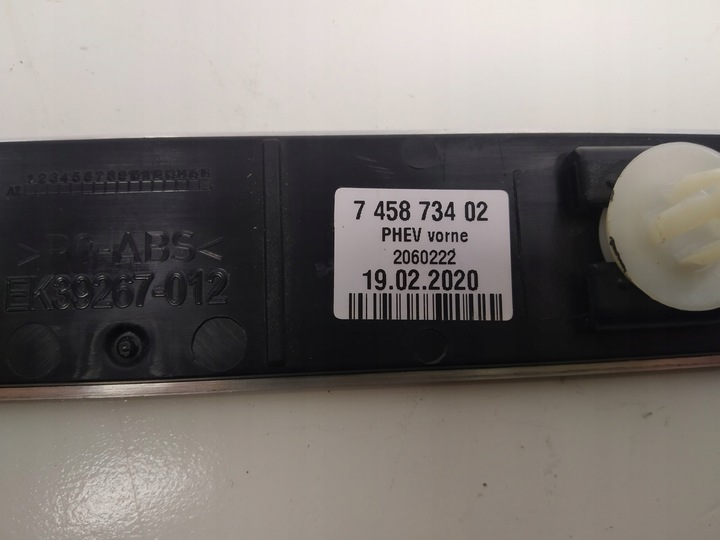 >PC-ABS<
EK39267-012
7 458 734 02
PHEV vorne
2060222
19.02.2020